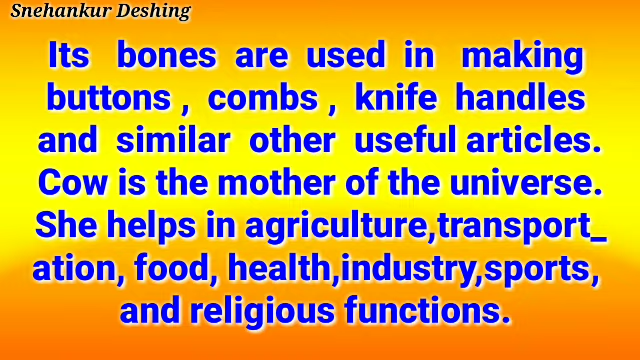 Snehankur Deshing
Its bones are used in making
buttons , combs , knife handles
and similar other useful articles.
Cow is the mother of the universe.
She helps in agriculture,transport_
ation, food, health,industry,sports,
and religious functions.